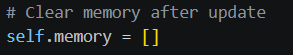 # Clear memory after update
self.memory = []